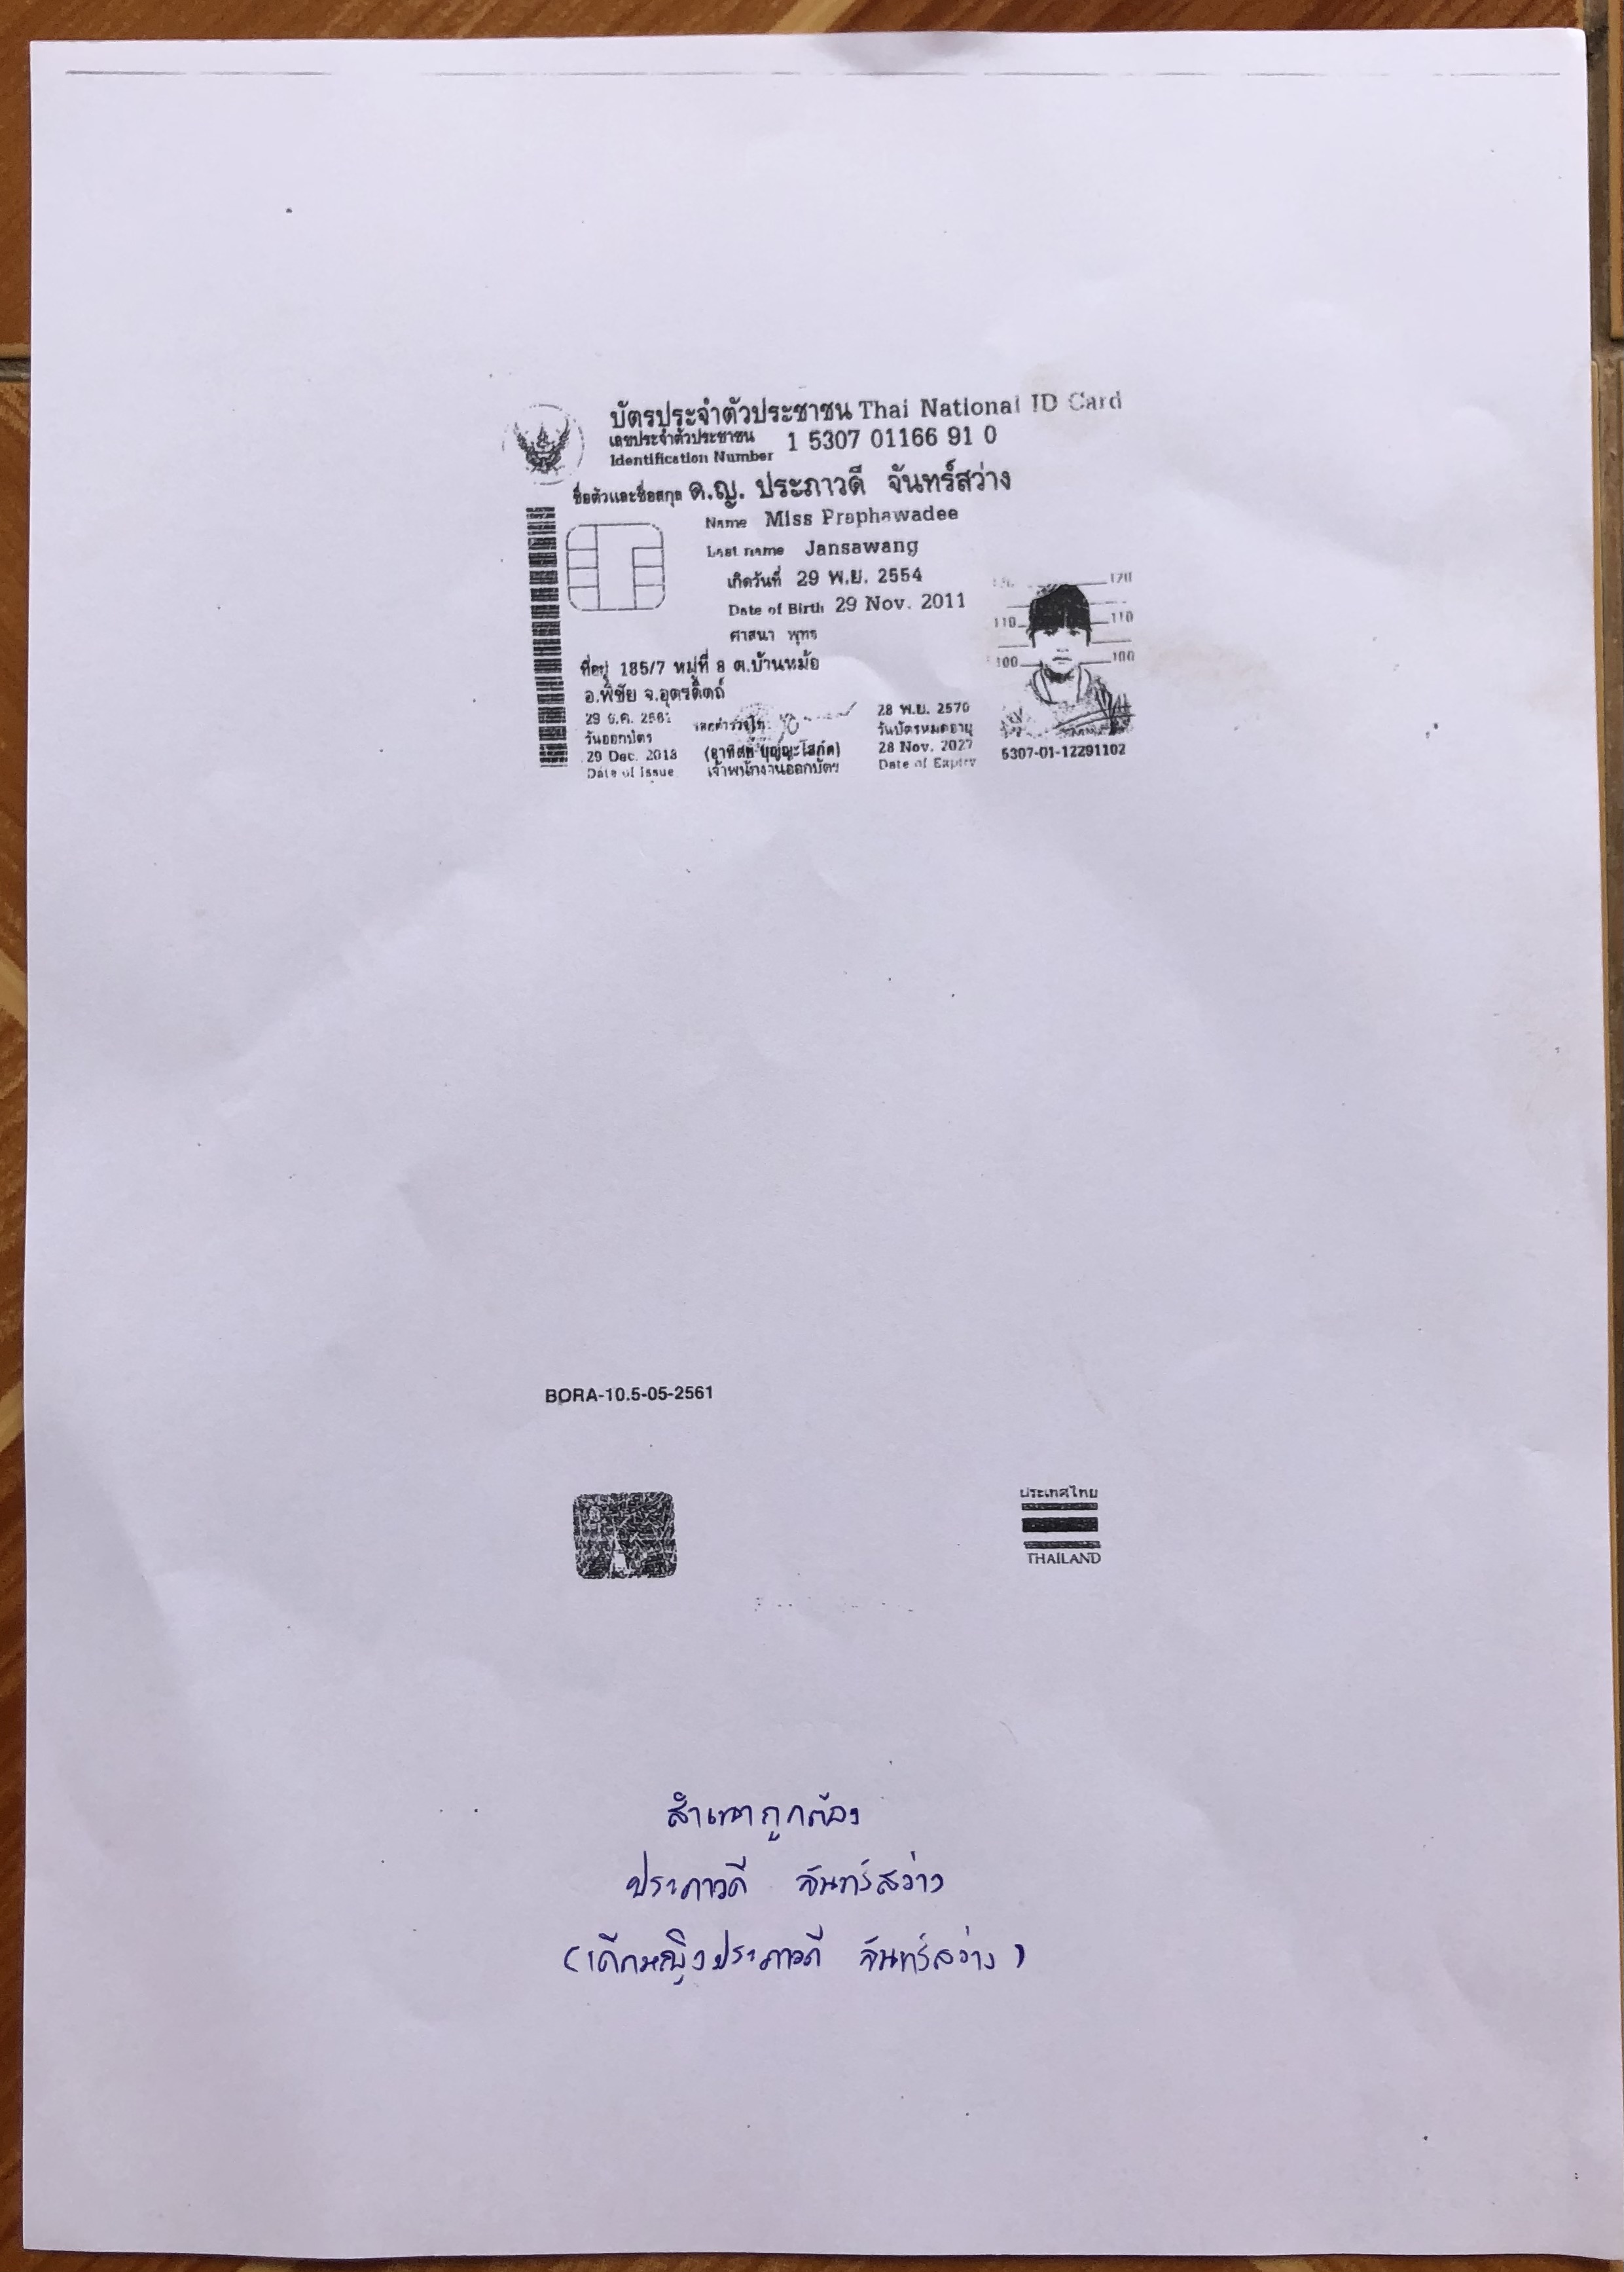 บัตรประจำตัวประชาชน Thai National ID Card
เลขประจำตัวประชาชน
Identification Number 1 5307 01166 91 0
ชื่อตัวและชื่อสกุล ด.ญ. ประภาวดี จันทร์สว่าง
Name Miss Praphawadee
Last name Jansawang
เกิดวันที่ 29 พ.ย. 2554
Date of Birth 29 Nov. 2011
ศาสนา พุทธ
ที่อยู่ 185/7 หมู่ที่ 8 ต.บ้านหม้อ
อ.พิชัย จ.อุตรดิตถ์
29 ธ.ค. 2561
วันออกบัตร
29 Dec. 2018
Date of Issue
เจ้าพนักงานออกบัตร
28 พ.ย. 2570
วันบัตรหมดอายุ
28 Nov. 2027
Date of Expiry
120
110 110
100 100
5307-01-12291102
BORA-10.5-05-2561
ประเทศไทย
THAILAND
สำเนาถูกต้อง
ประภาวดี จันทร์สว่าง
(เด็กหญิงประภาวดี จันทร์สว่าง)